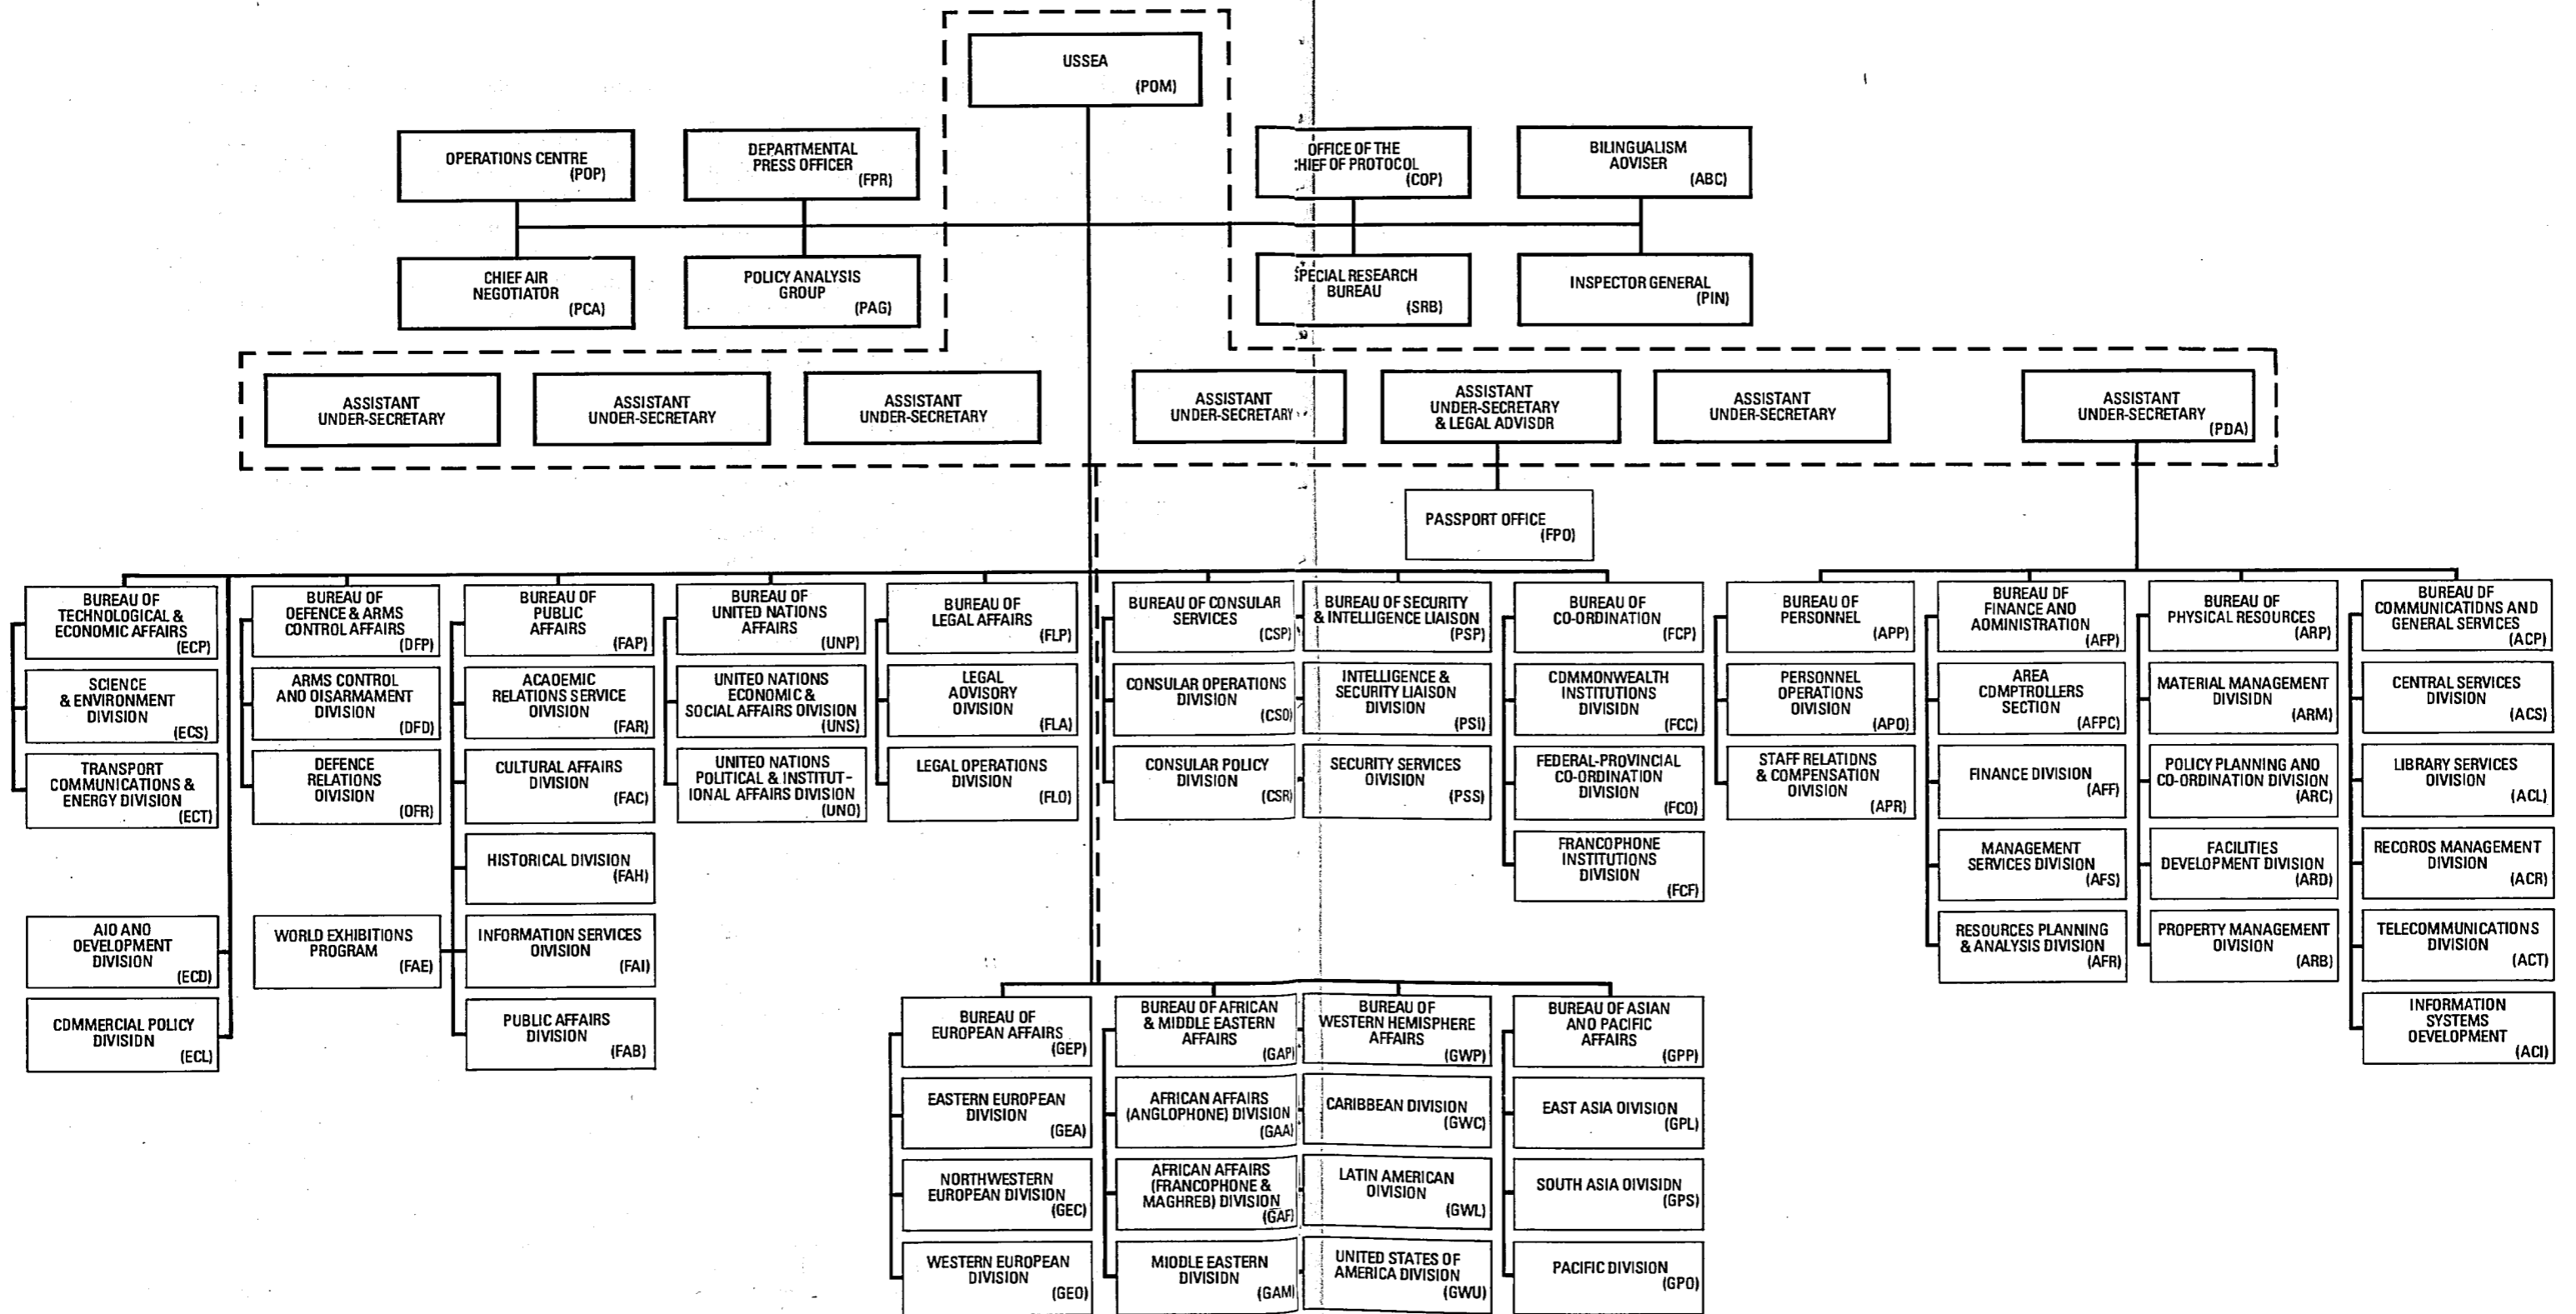 USSEA
(POM)
OPERATIONS CENTRE
(POP)
DEPARTMENTAL
PRESS OFFICER
(FPR)
OFFICE OF THE
CHIEF OF PROTOCOL
(COP)
BILINGUALISM
ADVISER
(ABC)
CHIEF AIR
NEGOTIATOR
(PCA)
POLICY ANALYSIS
GROUP
(PAG)
SPECIAL RESEARCH
BUREAU
(SRB)
INSPECTOR GENERAL
(PIN)
ASSISTANT
UNDER-SECRETARY
ASSISTANT
UNDER-SECRETARY
ASSISTANT
UNDER-SECRETARY
ASSISTANT
UNDER-SECRETARY
ASSISTANT
UNDER-SECRETARY
& LEGAL ADVISOR
ASSISTANT
UNDER-SECRETARY
ASSISTANT
UNDER-SECRETARY
(PDA)
PASSPORT OFFICE
(FPO)
BUREAU OF
TECHNOLOGICAL &
ECONOMIC AFFAIRS
(ECP)
SCIENCE
& ENVIRONMENT
DIVISION
(ECS)
TRANSPORT
COMMUNICATIONS &
ENERGY DIVISION
(ECT)
AID AND
DEVELOPMENT
DIVISION
(ECD)
COMMERCIAL POLICY
DIVISION
(ECL)
BUREAU OF
DEFENCE & ARMS
CONTROL AFFAIRS
(DFP)
ARMS CONTROL
AND DISARMAMENT
DIVISION
(DFD)
DEFENCE
RELATIONS
DIVISION
(DFR)
WORLD EXHIBITIONS
PROGRAM
(FAE)
BUREAU OF
PUBLIC
AFFAIRS
(FAP)
ACADEMIC
RELATIONS SERVICE
DIVISION
(FAR)
CULTURAL AFFAIRS
DIVISION
(FAC)
HISTORICAL DIVISION
(FAH)
INFORMATION SERVICES
DIVISION
(FAI)
PUBLIC AFFAIRS
DIVISION
(FAB)
BUREAU OF
UNITED NATIONS
AFFAIRS
(UNP)
UNITED NATIONS
ECONOMIC &
SOCIAL AFFAIRS DIVISION
(UNS)
UNITED NATIONS
POLITICAL & INSTITUT-
IONAL AFFAIRS DIVISION
(UNO)
BUREAU OF
LEGAL AFFAIRS
(FLP)
LEGAL
ADVISORY
DIVISION
(FLA)
LEGAL OPERATIONS
DIVISION
(FLO)
BUREAU OF CONSULAR
SERVICES
(CSP)
CONSULAR OPERATIONS
DIVISION
(CSO)
CONSULAR POLICY
DIVISION
(CSR)
BUREAU OF SECURITY
& INTELLIGENCE LIAISON
(PSP)
INTELLIGENCE &
SECURITY LIAISON
DIVISION
(PSI)
SECURITY SERVICES
DIVISION
(PSS)
BUREAU OF
CO-ORDINATION
(FCP)
COMMONWEALTH
INSTITUTIONS
DIVISION
(FCC)
FEDERAL-PROVINCIAL
CO-ORDINATION
DIVISION
(FCO)
FRANCOPHONE
INSTITUTIONS
DIVISION
(FCF)
BUREAU OF
PERSONNEL
(APP)
PERSONNEL
OPERATIONS
DIVISION
(APO)
STAFF RELATIONS
& COMPENSATION
DIVISION
(APR)
BUREAU OF
FINANCE AND
ADMINISTRATION
(AFP)
AREA
COMPTROLLERS
SECTION
(AFPC)
FINANCE DIVISION
(AFF)
MANAGEMENT
SERVICES DIVISION
(AFS)
RESOURCES PLANNING
& ANALYSIS DIVISION
(AFR)
BUREAU OF
PHYSICAL RESOURCES
(ARP)
MATERIAL MANAGEMENT
DIVISION
(ARM)
POLICY PLANNING AND
CO-ORDINATION DIVISION
(ARC)
FACILITIES
DEVELOPMENT DIVISION
(ARD)
PROPERTY MANAGEMENT
DIVISION
(ARB)
BUREAU OF
COMMUNICATIONS AND
GENERAL SERVICES
(ACP)
CENTRAL SERVICES
DIVISION
(ACS)
LIBRARY SERVICES
DIVISION
(ACL)
RECORDS MANAGEMENT
DIVISION
(ACR)
TELECOMMUNICATIONS
DIVISION
(ACT)
INFORMATION
SYSTEMS
DEVELOPMENT
(ACI)
BUREAU OF
EUROPEAN AFFAIRS
(GEP)
EASTERN EUROPEAN
DIVISION
(GEA)
NORTHWESTERN
EUROPEAN DIVISION
(GEC)
WESTERN EUROPEAN
DIVISION
(GEO)
BUREAU OF AFRICAN
& MIDDLE EASTERN
AFFAIRS
(GAP)
AFRICAN AFFAIRS
(ANGLOPHONE) DIVISION
(GAA)
AFRICAN AFFAIRS
(FRANCOPHONE &
MAGHREB) DIVISION
(GAF)
MIDDLE EASTERN
DIVISION
(GAM)
BUREAU OF
WESTERN HEMISPHERE
AFFAIRS
(GWP)
CARIBBEAN DIVISION
(GWC)
LATIN AMERICAN
DIVISION
(GWL)
UNITED STATES OF
AMERICA DIVISION
(GWU)
BUREAU OF ASIAN
AND PACIFIC
AFFAIRS
(GPP)
EAST ASIA DIVISION
(GPL)
SOUTH ASIA DIVISION
(GPS)
PACIFIC DIVISION
(GPO)